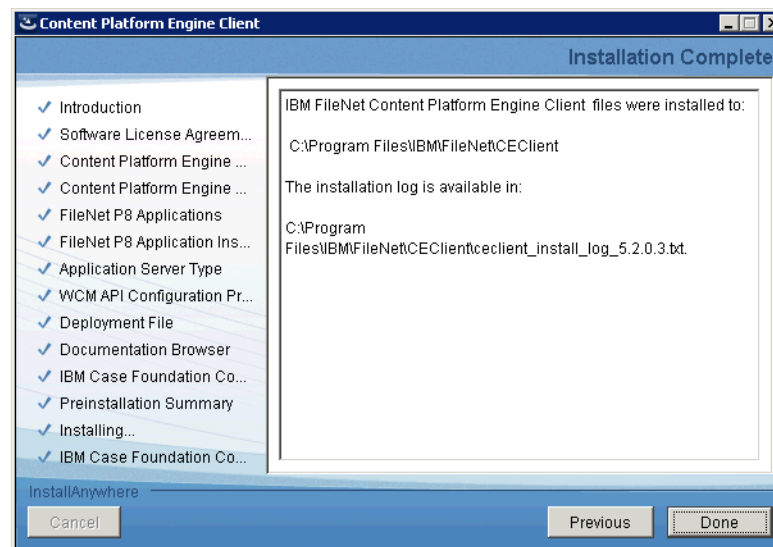 Content Platform Engine Client
Installation Complete
Introduction
Software License Agreem...
Content Platform Engine ...
Content Platform Engine ...
FileNet P8 Applications
FileNet P8 Application Ins...
Application Server Type
WCM API Configuration Pr...
Deployment File
Documentation Browser
IBM Case Foundation Co...
Preinstallation Summary
Installing...
IBM Case Foundation Co...
IBM FileNet Content Platform Engine Client files were installed to:
C:\Program Files\IBM\FileNet\CEClient
The installation log is available in:
C:\Program
Files\IBM\FileNet\CEClient\ceclient_install_log_5.2.0.3.txt.
InstallAnywhere
Cancel
Previous
Done